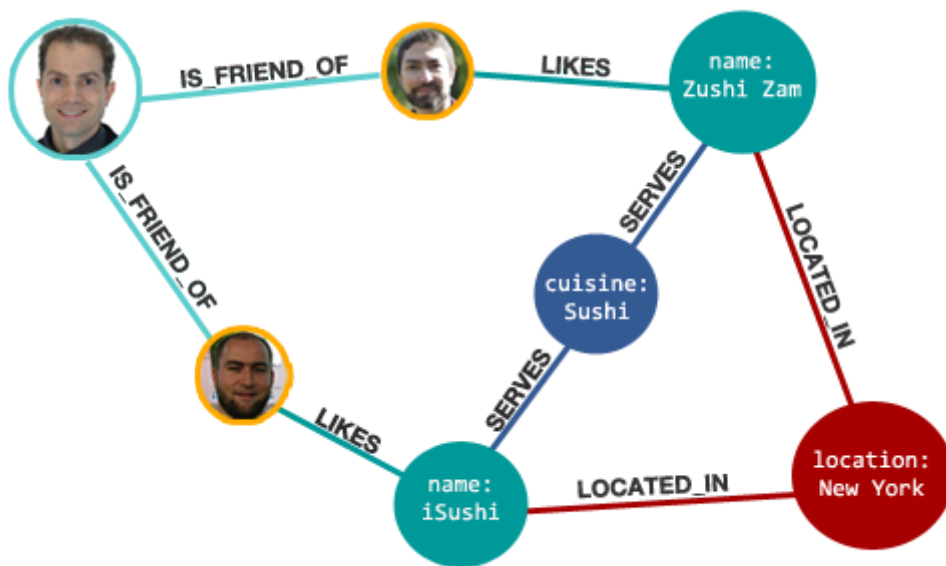 IS_FRIEND_OF
LIKES
name:
Zushi Zam
IS_FRIEND_OF
SERVES
LOCATED_IN
cuisine:
Sushi
SERVES
LIKES
name:
iSushi
LOCATED_IN
location:
New York